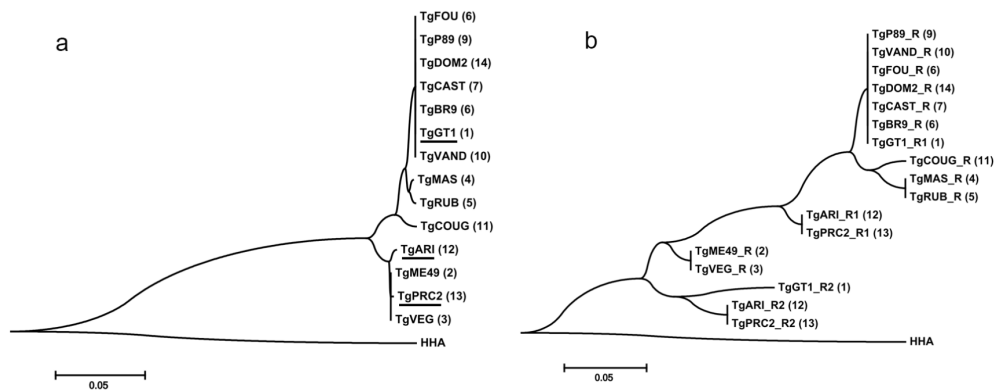 a
TgFOU (6)
TgP89 (9)
TgDOM2 (14)
TgCAST (7)
TgBR9 (6)
TgGT1 (1)
TgVAND (10)
TgMAS (4)
TgRUB (5)
TgCOUG (11)
TgARI (12)
TgME49 (2)
TgPRC2 (13)
TgVEG (3)
HHA
0.05
b
TgP89_R (9)
TgVAND_R (10)
TgFOU_R (6)
TgDOM2_R (14)
TgCAST_R (7)
TgBR9_R (6)
TgGT1_R1 (1)
TgCOUG_R (11)
TgMAS_R (4)
TgRUB_R (5)
TgARI_R1 (12)
TgPRC2_R1 (13)
TgME49_R (2)
TgVEG_R (3)
TgGT1_R2 (1)
TgARI_R2 (12)
TgPRC2_R2 (13)
HHA
0.05